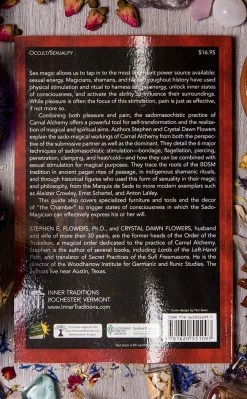 OCCULT/SEXUALITY $16.95
Sex magic allows us to tap in to the most potent power source available:
sexual energy. Magicians, shamans, and fakirs throughout history have used
physical stimulation and ritual to harness this energy, unlock inner states
of consciousness, and activate the ability to influence their surroundings.
While pleasure is often the focus of this stimulation, pain is just as effective,
if not more so.
Combining both pleasure and pain, the sadomasochistic practice of
Carnal Alchemy offers a powerful tool for self-transformation and the realiza-
tion of magical and spiritual aims. Authors Stephen and Crystal Dawn Flowers
explain the sado-magical workings of Carnal Alchemy from both the perspec-
tive of the submissive partner as well as the dominant. They detail the 6 major
techniques of sadomasochistic stimulation—bondage, flagellation, piercing,
penetration, clamping, and heat/cold—and how they can be combined with
sexual stimulation for magical purposes. They trace the roots of the BDSM
tradition in ancient pagan rites of passage, in indigenous shamanic rituals,
and through historical figures who used this form of sexuality in their magic
and philosophy, from the Marquis de Sade to more modern exemplars such
as Aleister Crowley, Ernst Schertel, and Anton LaVey.
This guide also covers specialized furniture and tools and the decor
of "the Chamber", to trigger states of consciousness in which the Sado-
Magician can effectively express his or her will.
STEPHEN E. FLOWERS, Ph.D., and CRYSTAL DAWN FLOWERS, husband
and wife of more than 30 years, are the former heads of the Order of
the Triskelion, a magical order dedicated to the practice of Carnal Alchemy.
Stephen is the author of several books, including Lords of the Left-Hand
Path, and translator of Secret Practices of the Sufi Freemasons. He is the
director of the Woodharrow Institute for Germanic and Runic Studies. The
authors live near Austin, Texas.
INNER TRADITIONS
ROCHESTER, VERMONT
www.InnerTraditions.com
Cover design by Peri Swan
9 781620 551097